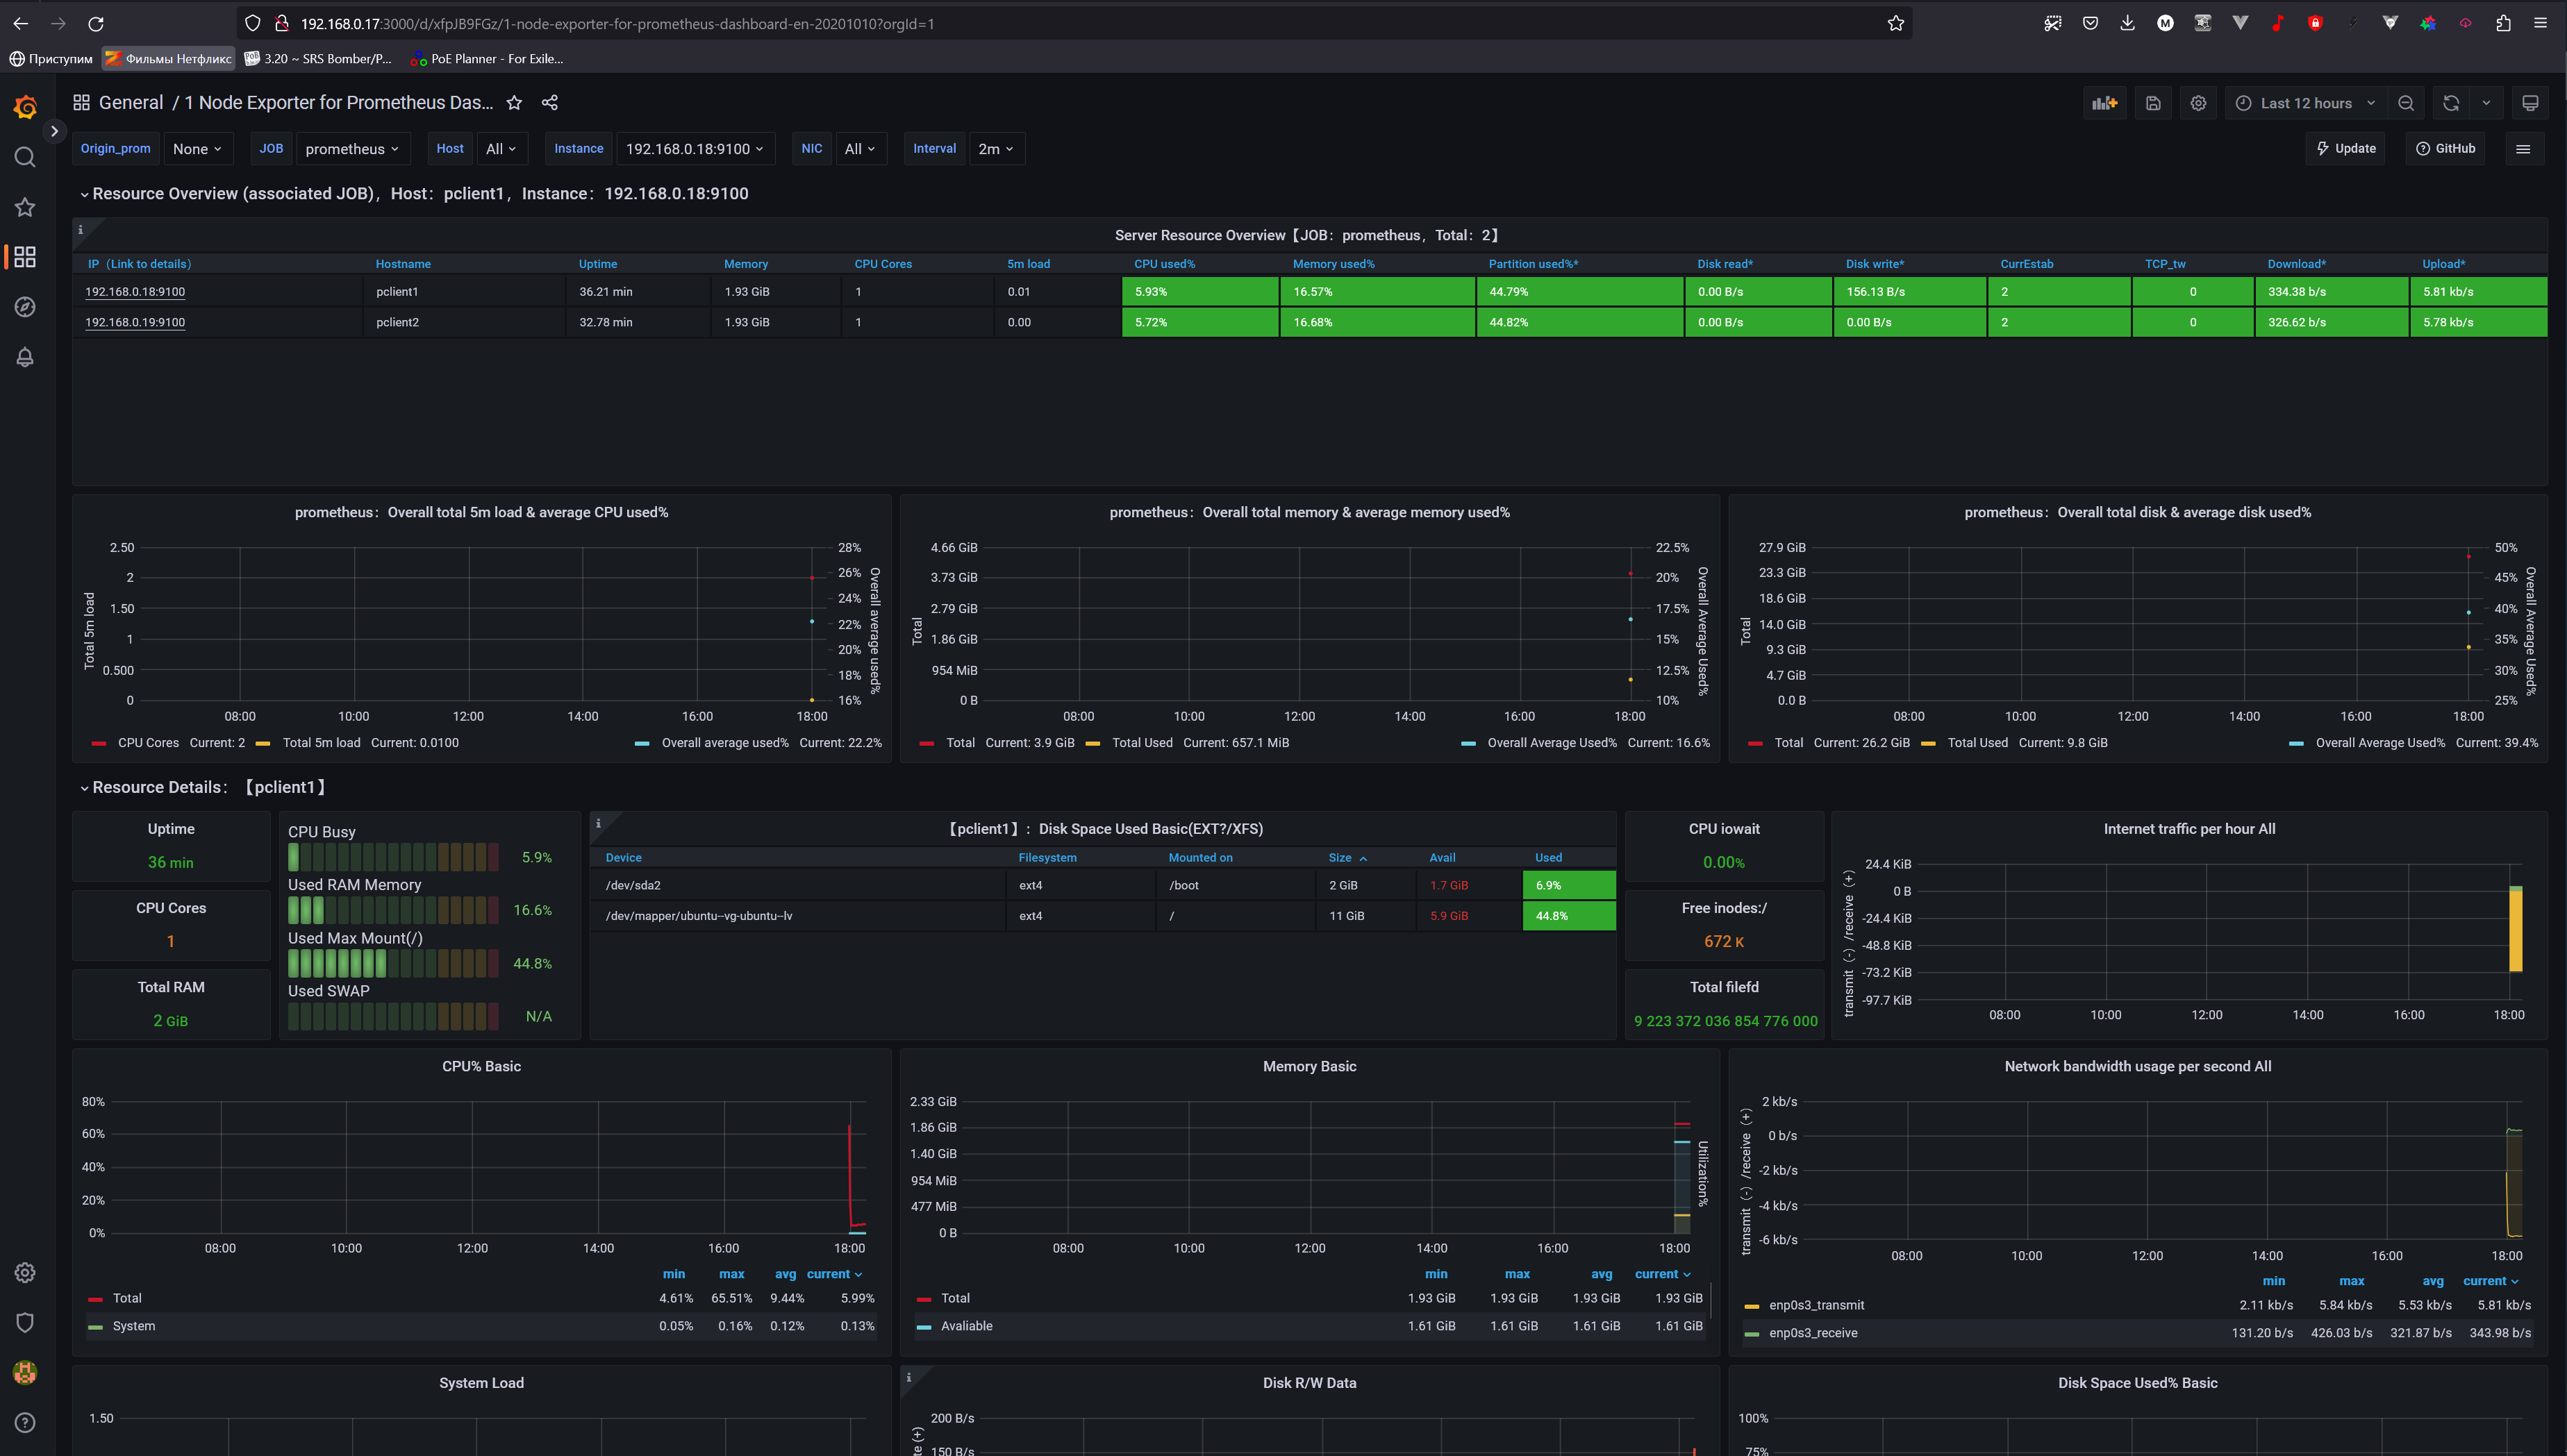 192.168.0.17:3000/d/xfpJB9FGz/1-node-exporter-for-prometheus-dashboard-en-20201010?orgId=1
Приступим Фильмы Нетфликс 3.20 ~ SRS Bomber/P... PoE Planner - For Exile...
General / 1 Node Exporter for Prometheus Das... Last 12 hours
Origin_prom None JOB prometheus Host All Instance 192.168.0.18:9100 NIC All Interval 2m Update GitHub
Resource Overview (associated JOB)，Host：pclient1，Instance：192.168.0.18:9100
Server Resource Overview【JOB：prometheus，Total：2】
IP（Link to details） Hostname Uptime Memory CPU Cores 5m load CPU used% Memory used% Partition used%* Disk read* Disk write* CurrEstab TCP_tw Download* Upload*
192.168.0.18:9100 pclient1 36.21 min 1.93 GiB 1 0.01 5.93% 16.57% 44.79% 0.00 B/s 156.13 B/s 2 0 334.38 b/s 5.81 kb/s
192.168.0.19:9100 pclient2 32.78 min 1.93 GiB 1 0.00 5.72% 16.68% 44.82% 0.00 B/s 0.00 B/s 2 0 326.62 b/s 5.78 kb/s
prometheus：Overall total 5m load & average CPU used%
Total 5m load
2.50
2
1.50
1
0.500
0
28%
26%
24%
22%
20%
18%
16%
Overall average used%
08:00 10:00 12:00 14:00 16:00 18:00
CPU Cores Current: 2 Total 5m load Current: 0.0100 Overall average used% Current: 22.2%
prometheus：Overall total memory & average memory used%
Total
4.66 GiB
3.73 GiB
2.79 GiB
1.86 GiB
954 MiB
0 B
22.5%
20%
17.5%
15%
12.5%
10%
Overall Average Used%
08:00 10:00 12:00 14:00 16:00 18:00
Total Current: 3.9 GiB Total Used Current: 657.1 MiB Overall Average Used% Current: 16.6%
prometheus：Overall total disk & average disk used%
Total
27.9 GiB
23.3 GiB
18.6 GiB
14.0 GiB
9.3 GiB
4.7 GiB
0.0 B
50%
45%
40%
35%
30%
25%
Overall Average Used%
08:00 10:00 12:00 14:00 16:00 18:00
Total Current: 26.2 GiB Total Used Current: 9.8 GiB Overall Average Used% Current: 39.4%
Resource Details：【pclient1】
Uptime
36 min
CPU Cores
1
Total RAM
2 GiB
CPU Busy
5.9%
Used RAM Memory
16.6%
Used Max Mount(/)
44.8%
Used SWAP
N/A
【pclient1】：Disk Space Used Basic(EXT?/XFS)
Device Filesystem Mounted on Size Avail Used
/dev/sda2 ext4 /boot 2 GiB 1.7 GiB 6.9%
/dev/mapper/ubuntu--vg-ubuntu--lv ext4 / 11 GiB 5.9 GiB 44.8%
CPU iowait
0.00%
Free inodes:/
672 K
Total filefd
9 223 372 036 854 776 000
Internet traffic per hour All
transmit（-）/receive（+）
24.4 KiB
0 B
-24.4 KiB
-48.8 KiB
-73.2 KiB
-97.7 KiB
08:00 10:00 12:00 14:00 16:00 18:00
CPU% Basic
80%
60%
40%
20%
0%
08:00 10:00 12:00 14:00 16:00 18:00
min max avg current
Total 4.61% 65.51% 9.44% 5.99%
System 0.05% 0.16% 0.12% 0.13%
Memory Basic
2.33 GiB
1.86 GiB
1.40 GiB
954 MiB
477 MiB
0 B
Utilization%
08:00 10:00 12:00 14:00 16:00 18:00
min max avg current
Total 1.93 GiB 1.93 GiB 1.93 GiB 1.93 GiB
Avaliable 1.61 GiB 1.61 GiB 1.61 GiB 1.61 GiB
Network bandwidth usage per second All
transmit（-）/receive（+）
2 kb/s
0 b/s
-2 kb/s
-4 kb/s
-6 kb/s
08:00 10:00 12:00 14:00 16:00 18:00
min max avg current
enp0s3_transmit 2.11 kb/s 5.84 kb/s 5.53 kb/s 5.81 kb/s
enp0s3_receive 131.20 b/s 426.03 b/s 321.87 b/s 343.98 b/s
System Load
1.50
Disk R/W Data
200 B/s
150 B/s
te (+)
Disk Space Used% Basic
100%
75%